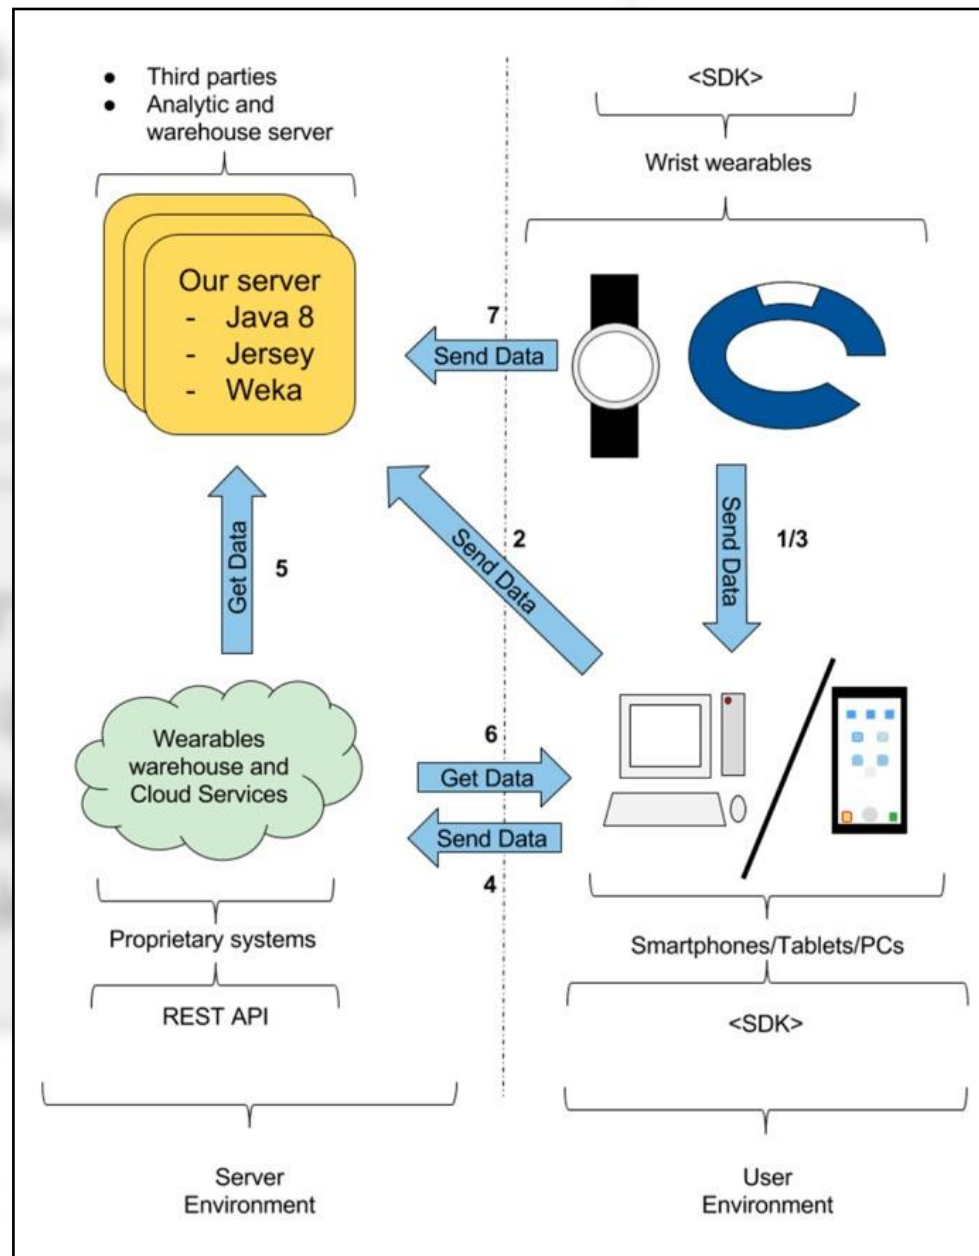 ● Third parties
● Analytic and
warehouse server
<SDK>
Wrist wearables
Our server
- Java 8
- Jersey
- Weka
7
Send Data
Send Data
1/3
2
Send Data
Get Data
5
Wearables
warehouse and
Cloud Services
6
Get Data
Send Data
4
Proprietary systems
REST API
Smartphones/Tablets/PCs
<SDK>
Server
Environment
User
Environment